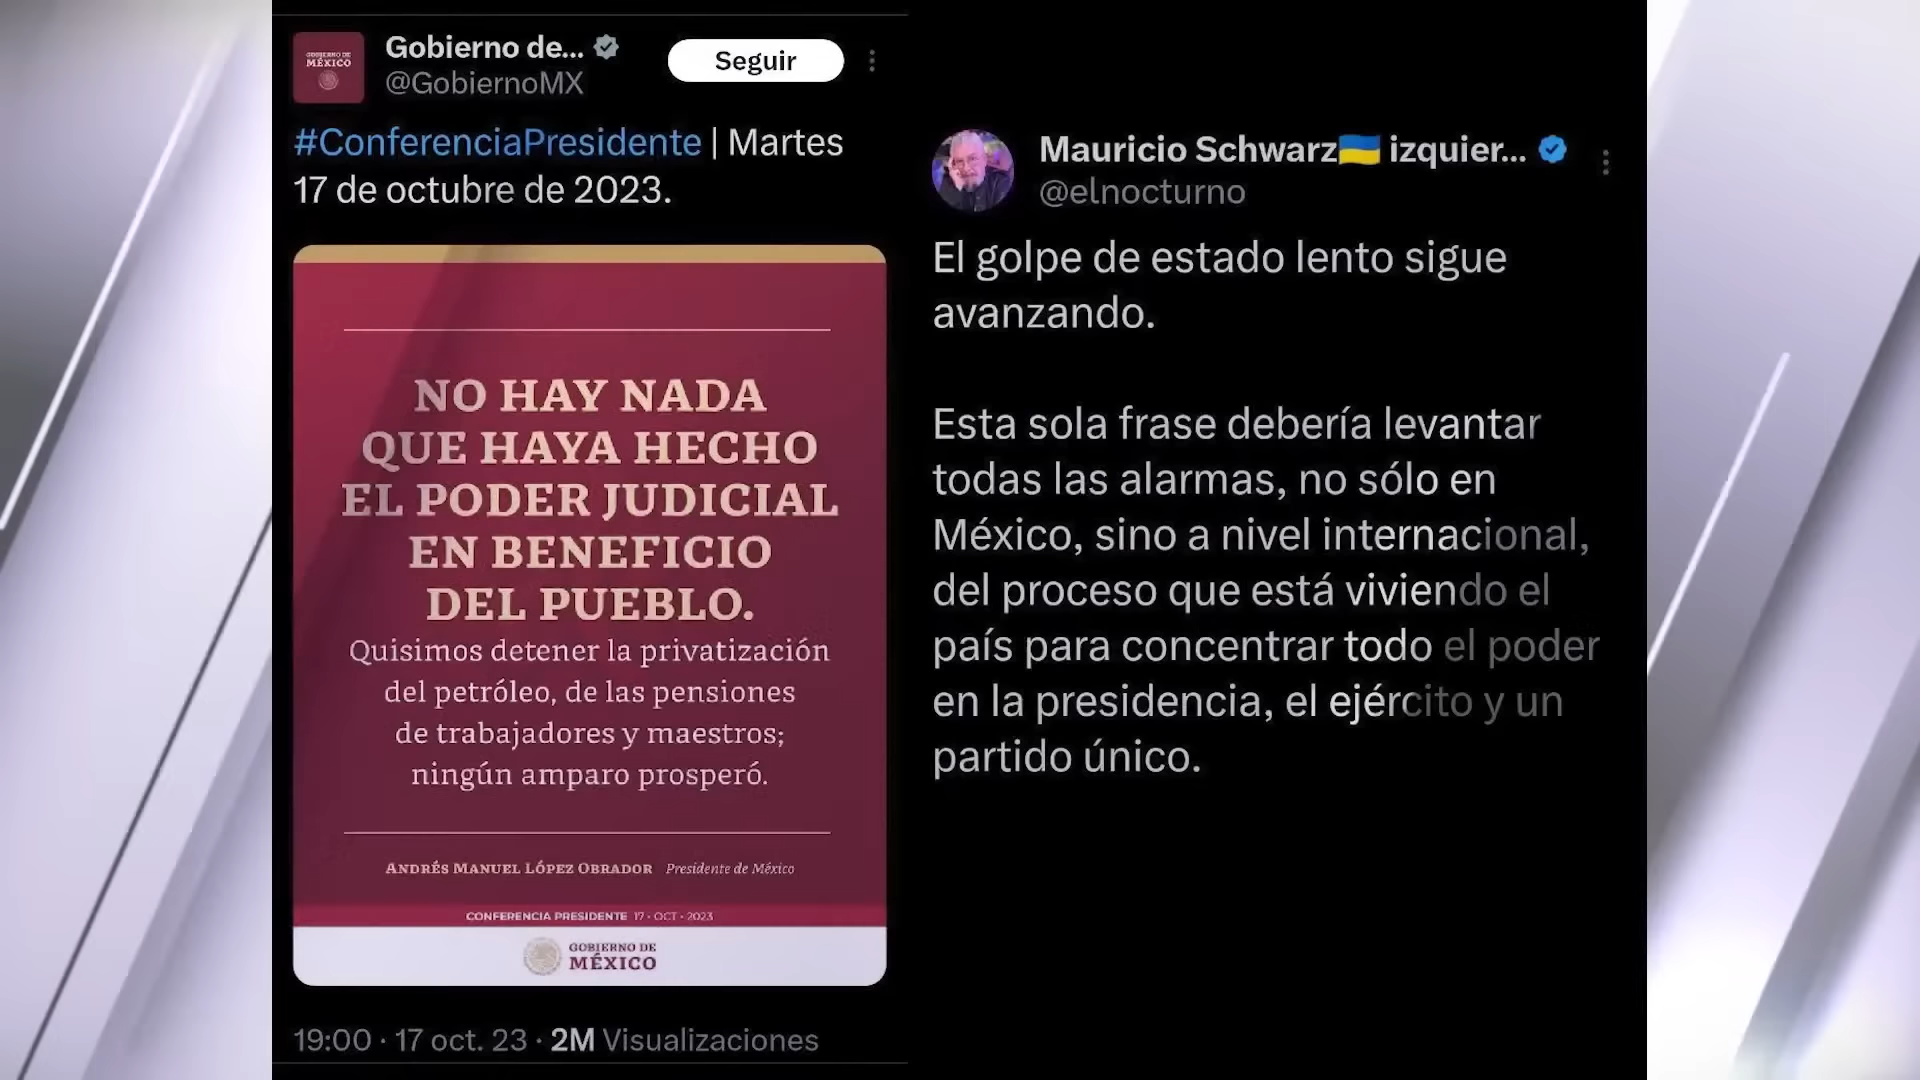 Gobierno de...
@GobiernoMX
Seguir
#ConferenciaPresidente | Martes
17 de octubre de 2023.
NO HAY NADA
QUE HAYA HECHO
EL PODER JUDICIAL
EN BENEFICIO
DEL PUEBLO.
Quisimos detener la privatización
del petróleo, de las pensiones
de trabajadores y maestros;
ningún amparo prosperó.
ANDRÉS MANUEL LÓPEZ OBRADOR Presidente de México
CONFERENCIA PRESIDENTE 17 · OCT · 2023
GOBIERNO DE
MÉXICO
19:00 · 17 oct. 23 · 2M Visualizaciones
GOBIERNO DE
MÉXICO
Mauricio Schwarz🇺🇦 izquier...
@elnocturno
El golpe de estado lento sigue
avanzando.
Esta sola frase debería levantar
todas las alarmas, no sólo en
México, sino a nivel internacional,
del proceso que está viviendo el
país para concentrar todo el poder
en la presidencia, el ejército y un
partido único.